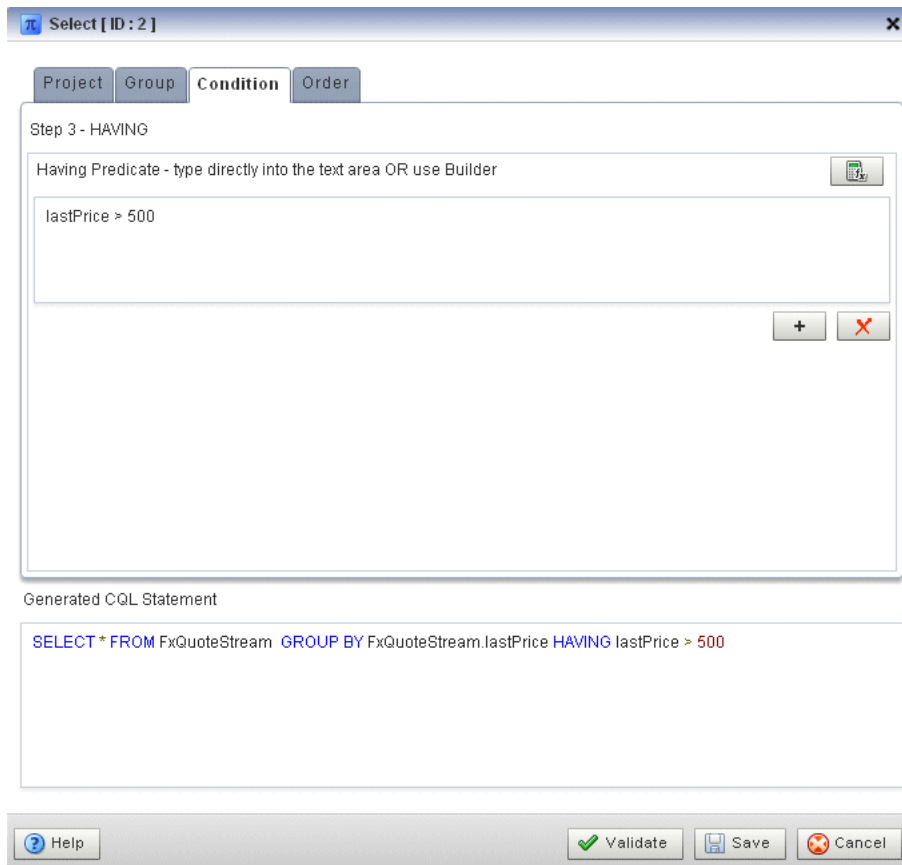 π Select [ ID : 2 ]
Project Group Condition Order
Step 3 - HAVING
Having Predicate - type directly into the text area OR use Builder
lastPrice > 500
+
Generated CQL Statement
SELECT * FROM FxQuoteStream GROUP BY FxQuoteStream.lastPrice HAVING lastPrice > 500
? Help Validate Save Cancel